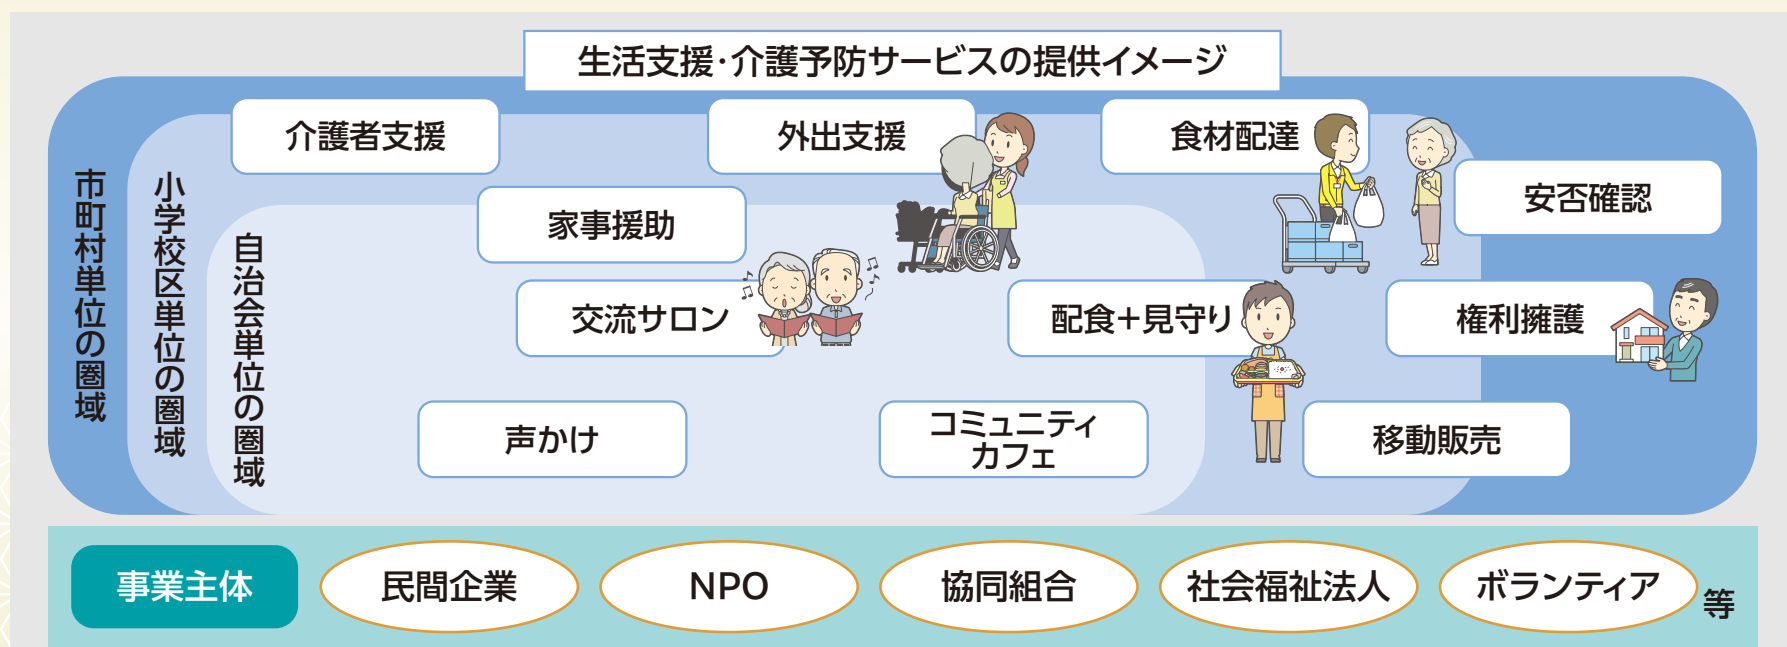 生活支援･介護予防サービスの提供イメージ
市町村単位の圏域
小学校区単位の圏域
自治会単位の圏域
介護者支援
外出支援
食材配達
安否確認
家事援助
交流サロン
配食+見守り
権利擁護
声かけ
コミュニティ
カフェ
移動販売
事業主体
民間企業
NPO
協同組合
社会福祉法人
ボランティア
等